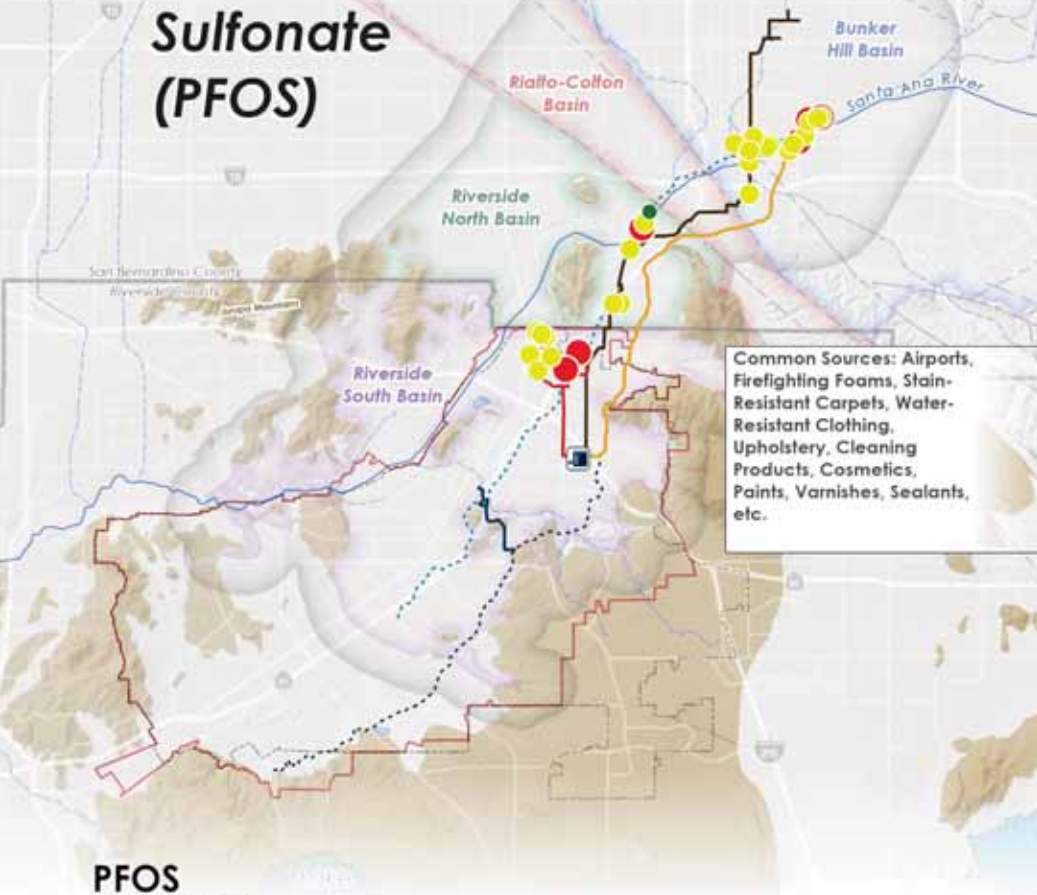 Sulfonate
(PFOS)
Bunker
Hill Basin
Santa Ana River
Rialto-Colton
Basin
Riverside
North Basin
San Bernardino County
Riverside County
Jurupa Mountains
Riverside
South Basin
Common Sources: Airports,
Firefighting Foams, Stain-
Resistant Carpets, Water-
Resistant Clothing,
Upholstery, Cleaning
Products, Cosmetics,
Paints, Varnishes, Sealants,
etc.
PFOS